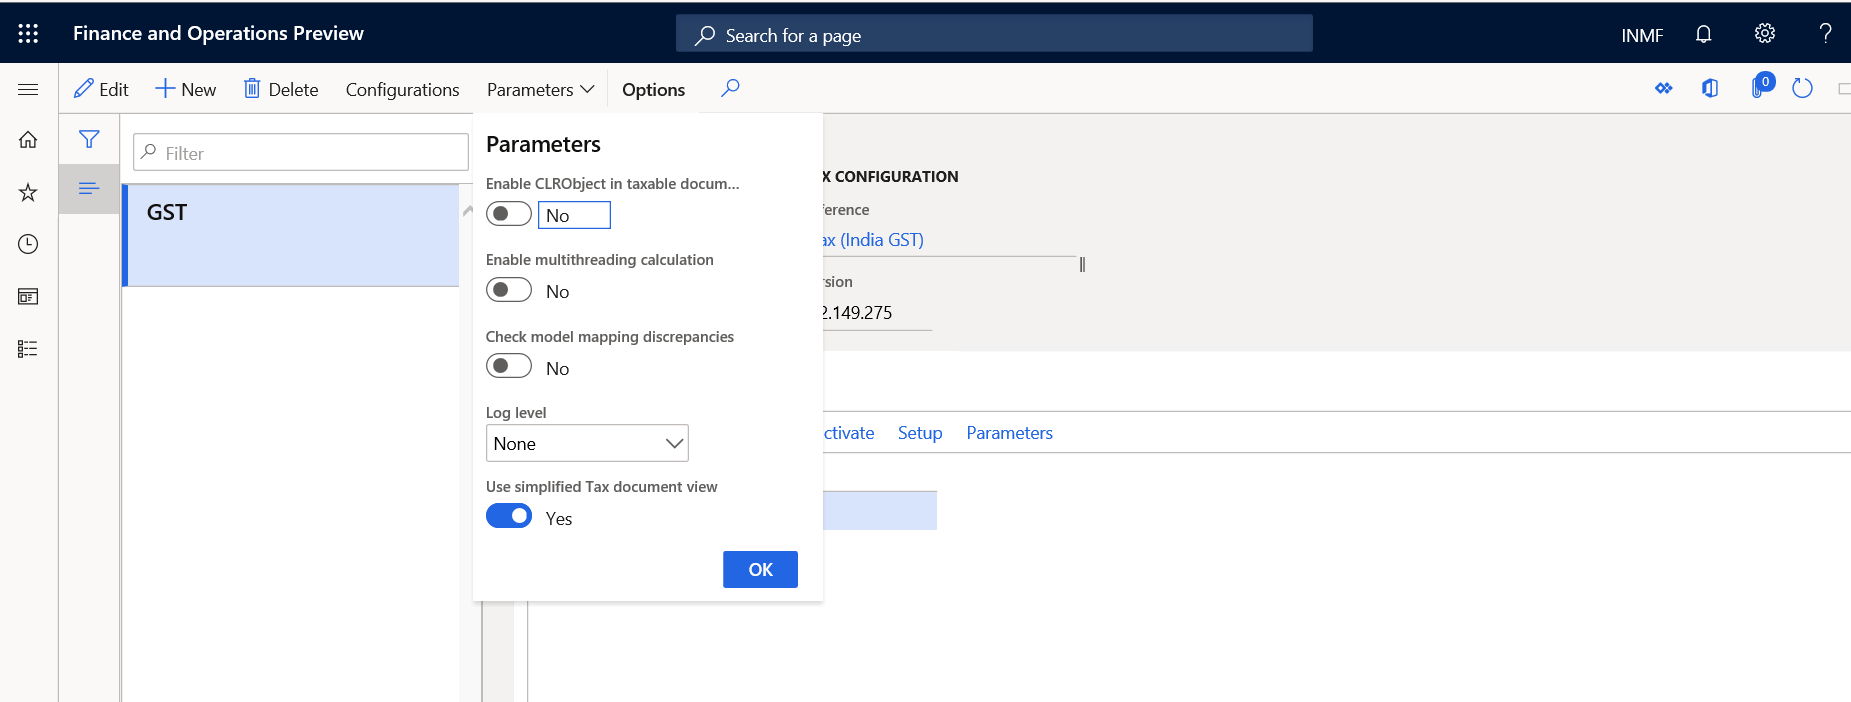 Finance and Operations Preview
Search for a page
INMF
?
Edit
New
Delete
Configurations
Parameters
Options
0
Filter
GST
Parameters
Enable CLRObject in taxable docum...
No
Enable multithreading calculation
No
Check model mapping discrepancies
No
Log level
None
Use simplified Tax document view
Yes
OK
X CONFIGURATION
ference
ax (India GST)
rsion
2.149.275
ctivate
Setup
Parameters